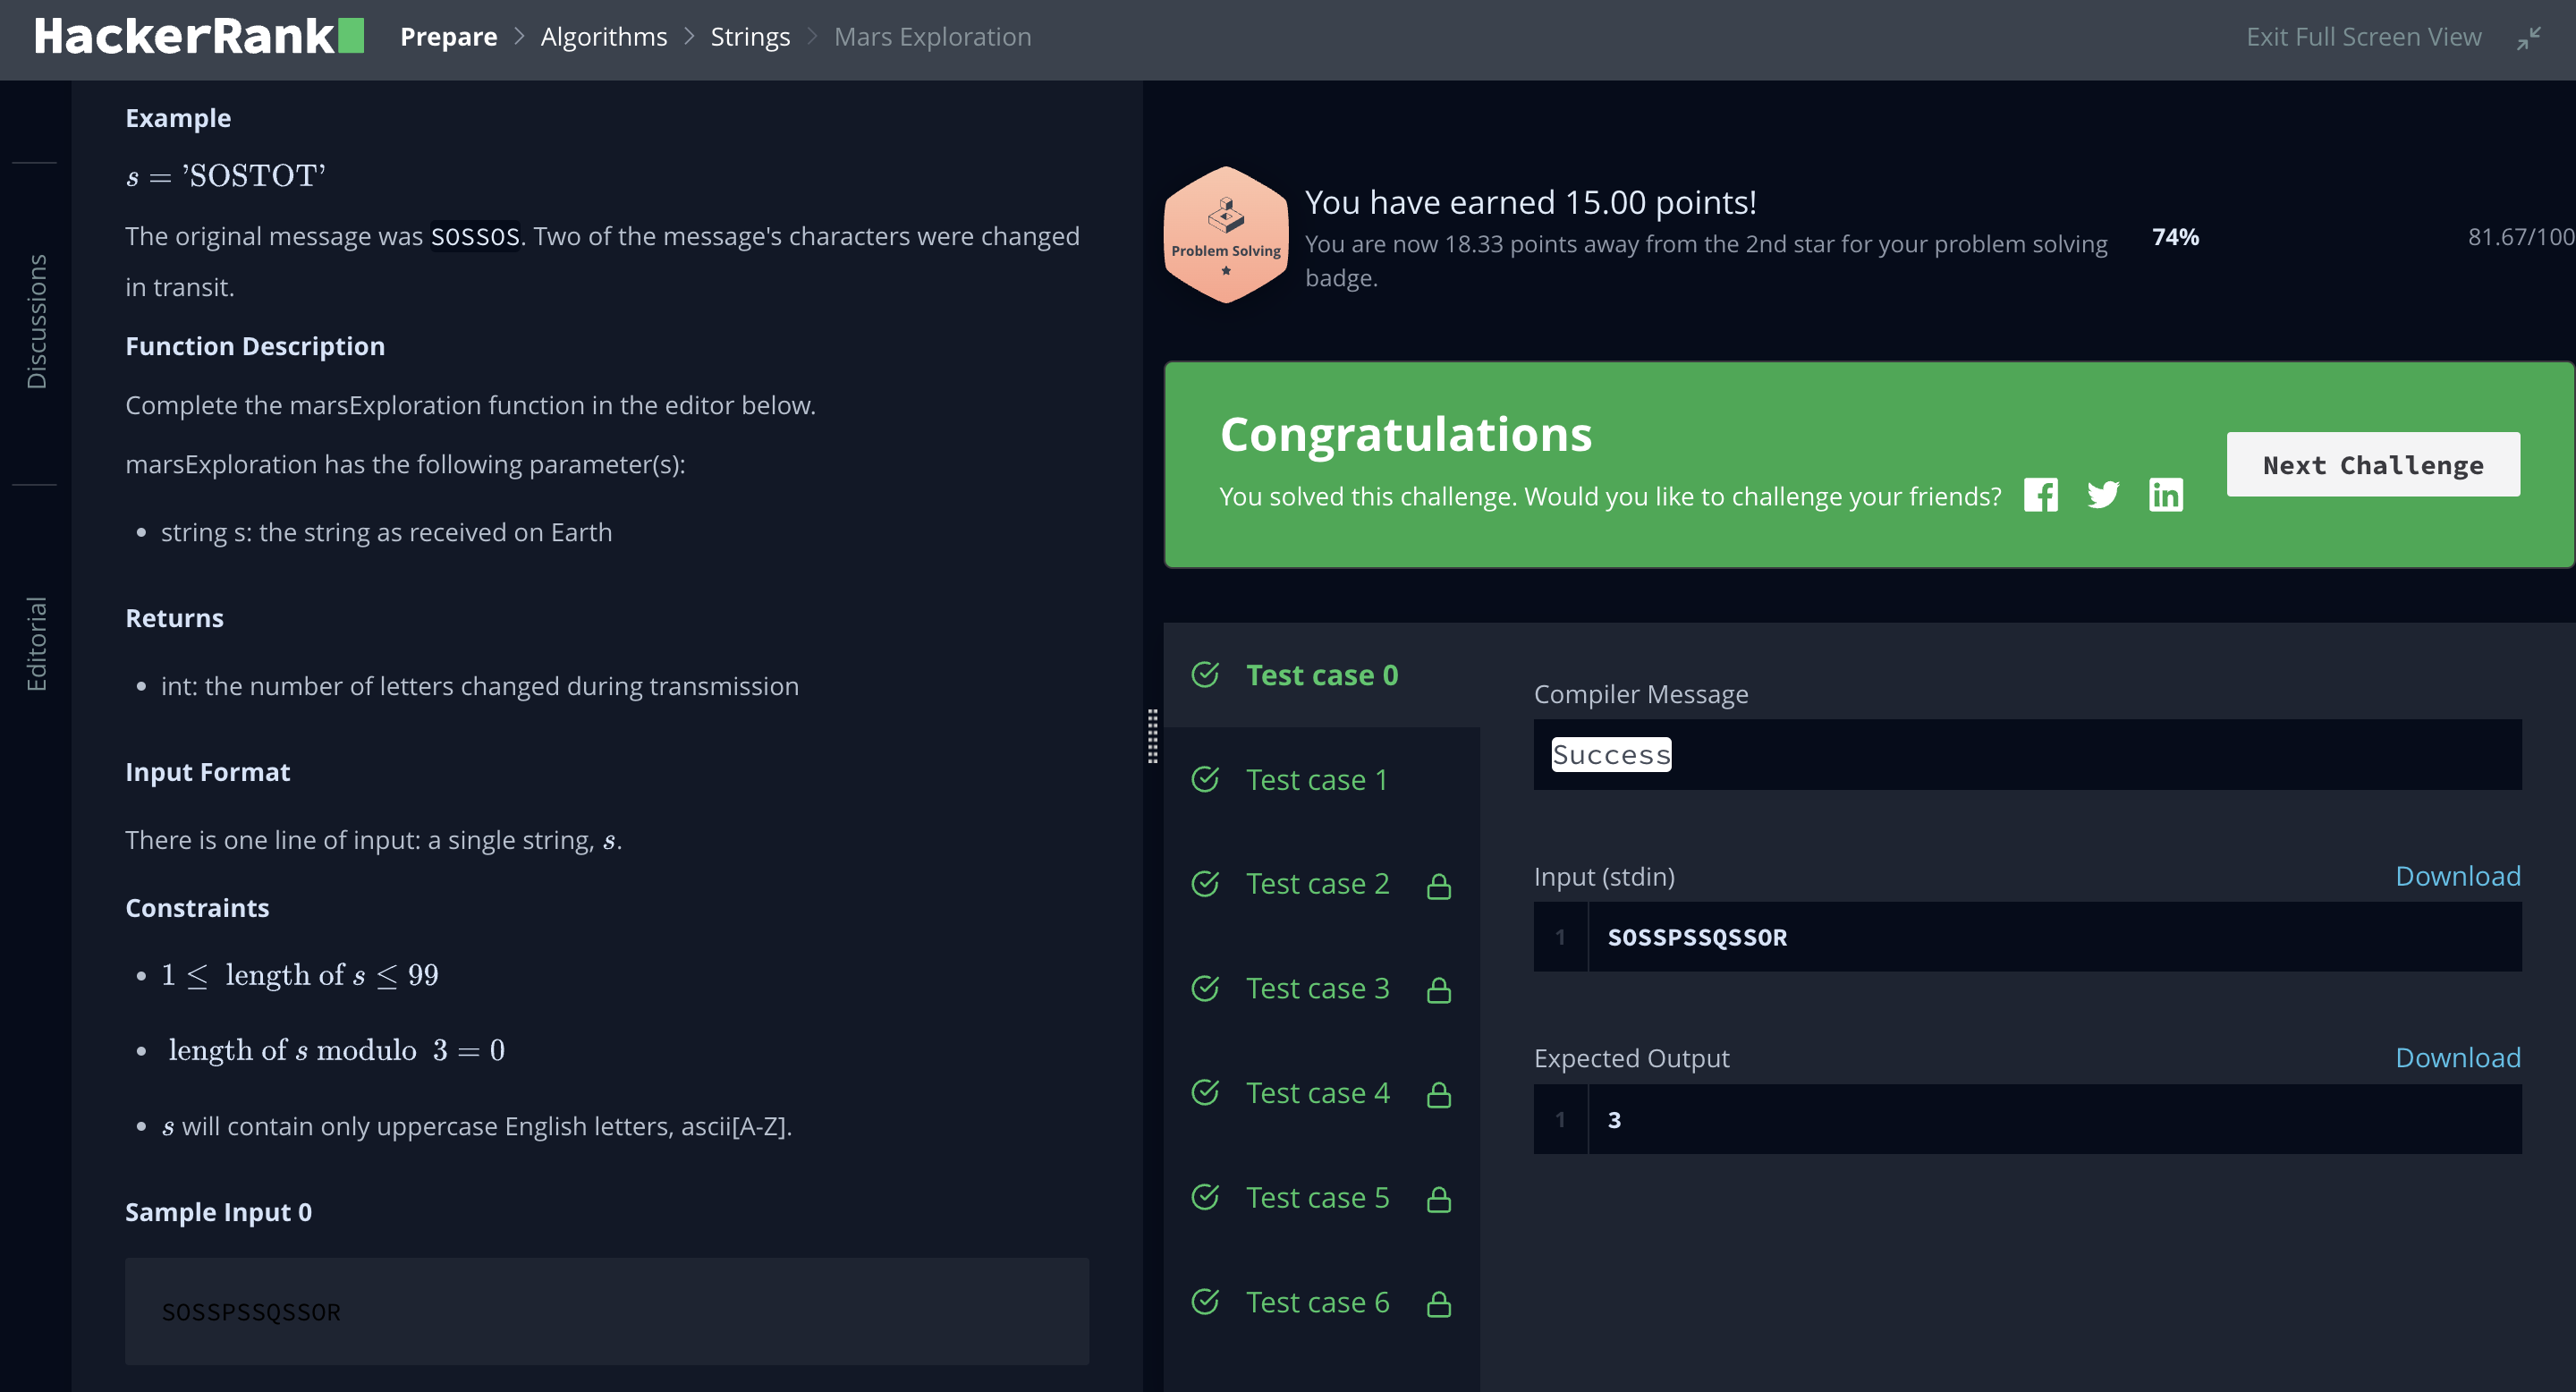 HackerRank
Prepare > Algorithms > Strings > Mars Exploration
Exit Full Screen View
Discussions
Editorial
Example
s = 'SOSTOT'
The original message was SOSSOS. Two of the message's characters were changed
in transit.
Function Description
Complete the marsExploration function in the editor below.
marsExploration has the following parameter(s):
• string s: the string as received on Earth
Returns
• int: the number of letters changed during transmission
Input Format
There is one line of input: a single string, s.
Constraints
• 1 ≤ length of s ≤ 99
• length of s modulo 3 = 0
• s will contain only uppercase English letters, ascii[A-Z].
Sample Input 0
SOSSPSSQSSOR
Problem Solving
You have earned 15.00 points!
You are now 18.33 points away from the 2nd star for your problem solving
badge.
74%
81.67/100
Congratulations
You solved this challenge. Would you like to challenge your friends?
Next Challenge
Test case 0
Test case 1
Test case 2
Test case 3
Test case 4
Test case 5
Test case 6
Compiler Message
Success
Input (stdin)
Download
1 SOSSPSSQSSOR
Expected Output
Download
1 3